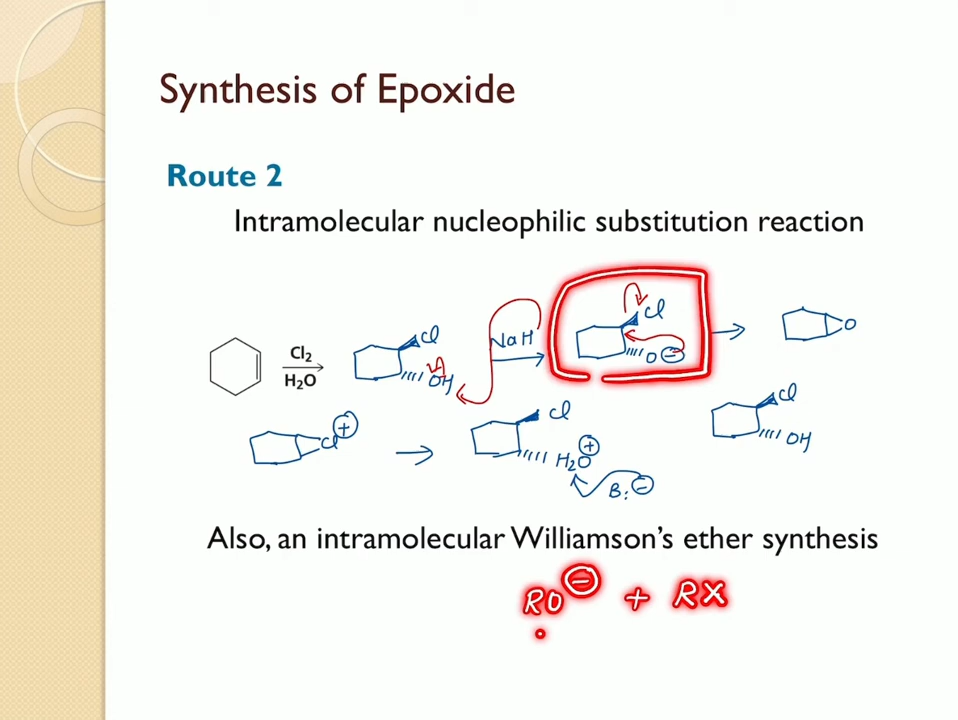 Synthesis of Epoxide
Route 2
Intramolecular nucleophilic substitution reaction
Cl₂
H₂O
Cl
OH
NaH
Cl
O ⊖
O
Cl ⊕
Cl
H₂O ⊕
B: ⊖
Cl
OH
Also, an intramolecular Williamson's ether synthesis
RO ⊖ + RX